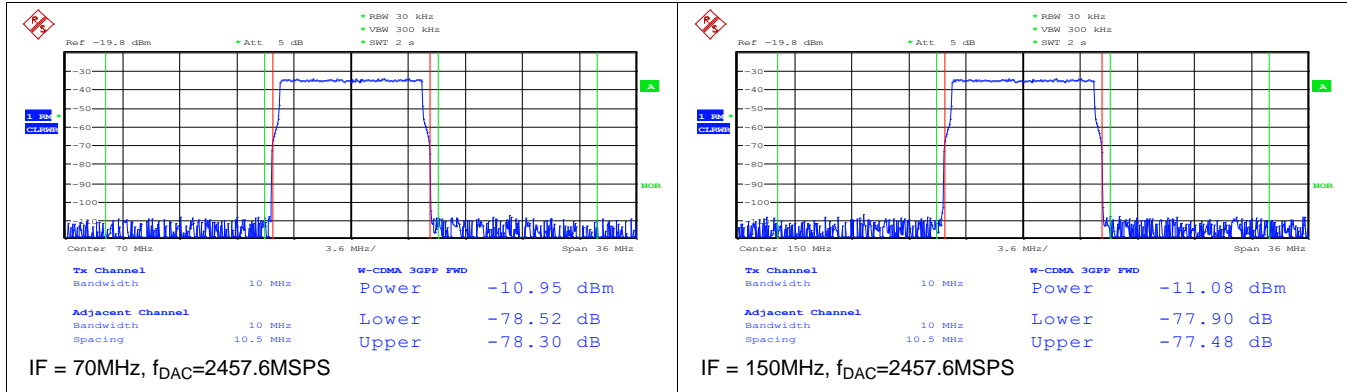 * RBW 30 kHz
* VBW 300 kHz
Ref -19.8 dBm * Att 5 dB * SWT 2 s
-30
-40
-50
-60
-70
-80
-90
-100
-110
1 RM *
CLRWR
A
NOR
Center 70 MHz 3.6 MHz/ Span 36 MHz
Tx Channel W-CDMA 3GPP FWD
Bandwidth 10 MHz Power -10.95 dBm
Adjacent Channel
Bandwidth 10 MHz Lower -78.52 dB
Spacing 10.5 MHz Upper -78.30 dB
IF = 70MHz, fDAC=2457.6MSPS
* RBW 30 kHz
* VBW 300 kHz
Ref -19.8 dBm * Att 5 dB * SWT 2 s
-30
-40
-50
-60
-70
-80
-90
-100
-110
1 RM *
CLRWR
A
NOR
Center 150 MHz 3.6 MHz/ Span 36 MHz
Tx Channel W-CDMA 3GPP FWD
Bandwidth 10 MHz Power -11.08 dBm
Adjacent Channel
Bandwidth 10 MHz Lower -77.90 dB
Spacing 10.5 MHz Upper -77.48 dB
IF = 150MHz, fDAC=2457.6MSPS